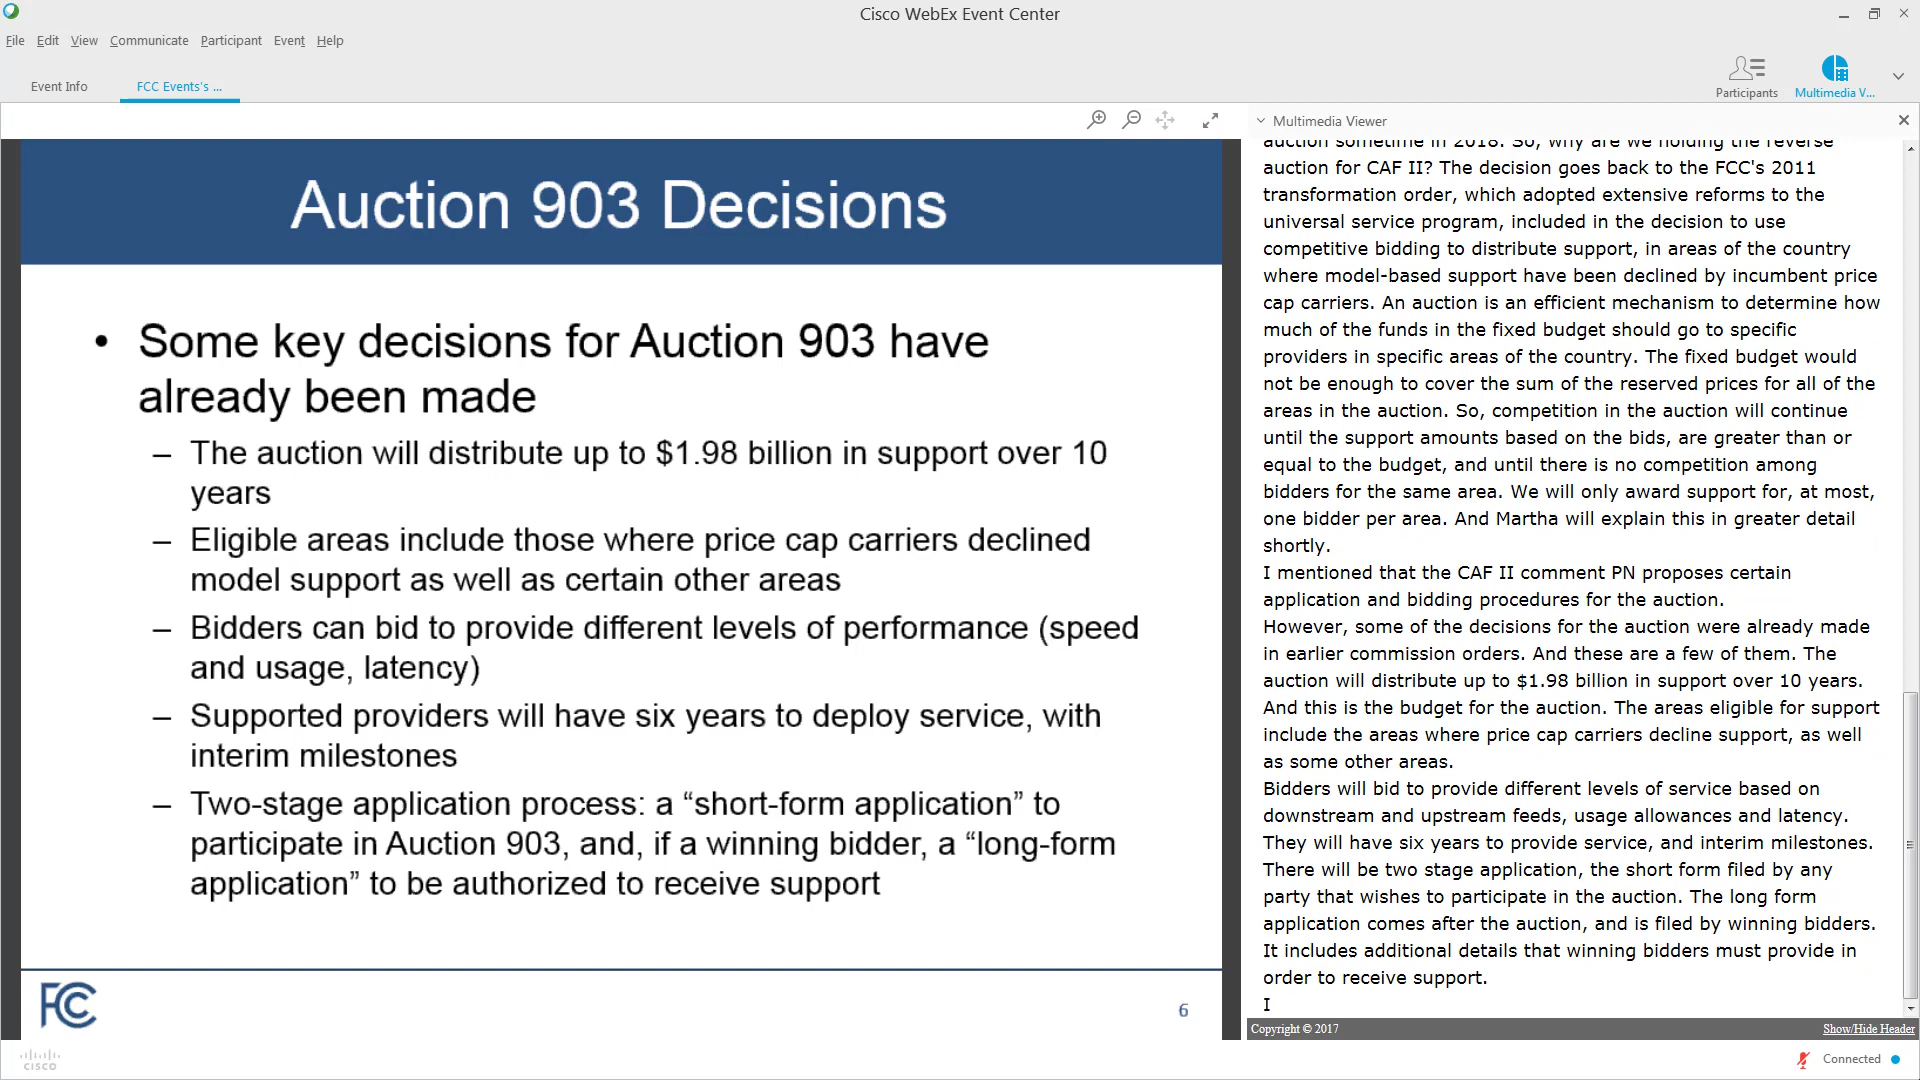 Cisco WebEx Event Center
File Edit View Communicate Participant Event Help
Event Info
FCC Events's ...
Participants
Multimedia V...
Auction 903 Decisions
• Some key decisions for Auction 903 have
already been made
– The auction will distribute up to $1.98 billion in support over 10
years
– Eligible areas include those where price cap carriers declined
model support as well as certain other areas
– Bidders can bid to provide different levels of performance (speed
and usage, latency)
– Supported providers will have six years to deploy service, with
interim milestones
– Two-stage application process: a “short-form application” to
participate in Auction 903, and, if a winning bidder, a “long-form
application” to be authorized to receive support
FCC
6
cisco
Multimedia Viewer
auction sometime in 2018. So, why are we holding the reverse
auction for CAF II? The decision goes back to the FCC's 2011
transformation order, which adopted extensive reforms to the
universal service program, included in the decision to use
competitive bidding to distribute support, in areas of the country
where model-based support have been declined by incumbent price
cap carriers. An auction is an efficient mechanism to determine how
much of the funds in the fixed budget should go to specific
providers in specific areas of the country. The fixed budget would
not be enough to cover the sum of the reserved prices for all of the
areas in the auction. So, competition in the auction will continue
until the support amounts based on the bids, are greater than or
equal to the budget, and until there is no competition among
bidders for the same area. We will only award support for, at most,
one bidder per area. And Martha will explain this in greater detail
shortly.
I mentioned that the CAF II comment PN proposes certain
application and bidding procedures for the auction.
However, some of the decisions for the auction were already made
in earlier commission orders. And these are a few of them. The
auction will distribute up to $1.98 billion in support over 10 years.
And this is the budget for the auction. The areas eligible for support
include the areas where price cap carriers decline support, as well
as some other areas.
Bidders will bid to provide different levels of service based on
downstream and upstream feeds, usage allowances and latency.
They will have six years to provide service, and interim milestones.
There will be two stage application, the short form filed by any
party that wishes to participate in the auction. The long form
application comes after the auction, and is filed by winning bidders.
It includes additional details that winning bidders must provide in
order to receive support.
I
Copyright © 2017
Show/Hide Header
Connected